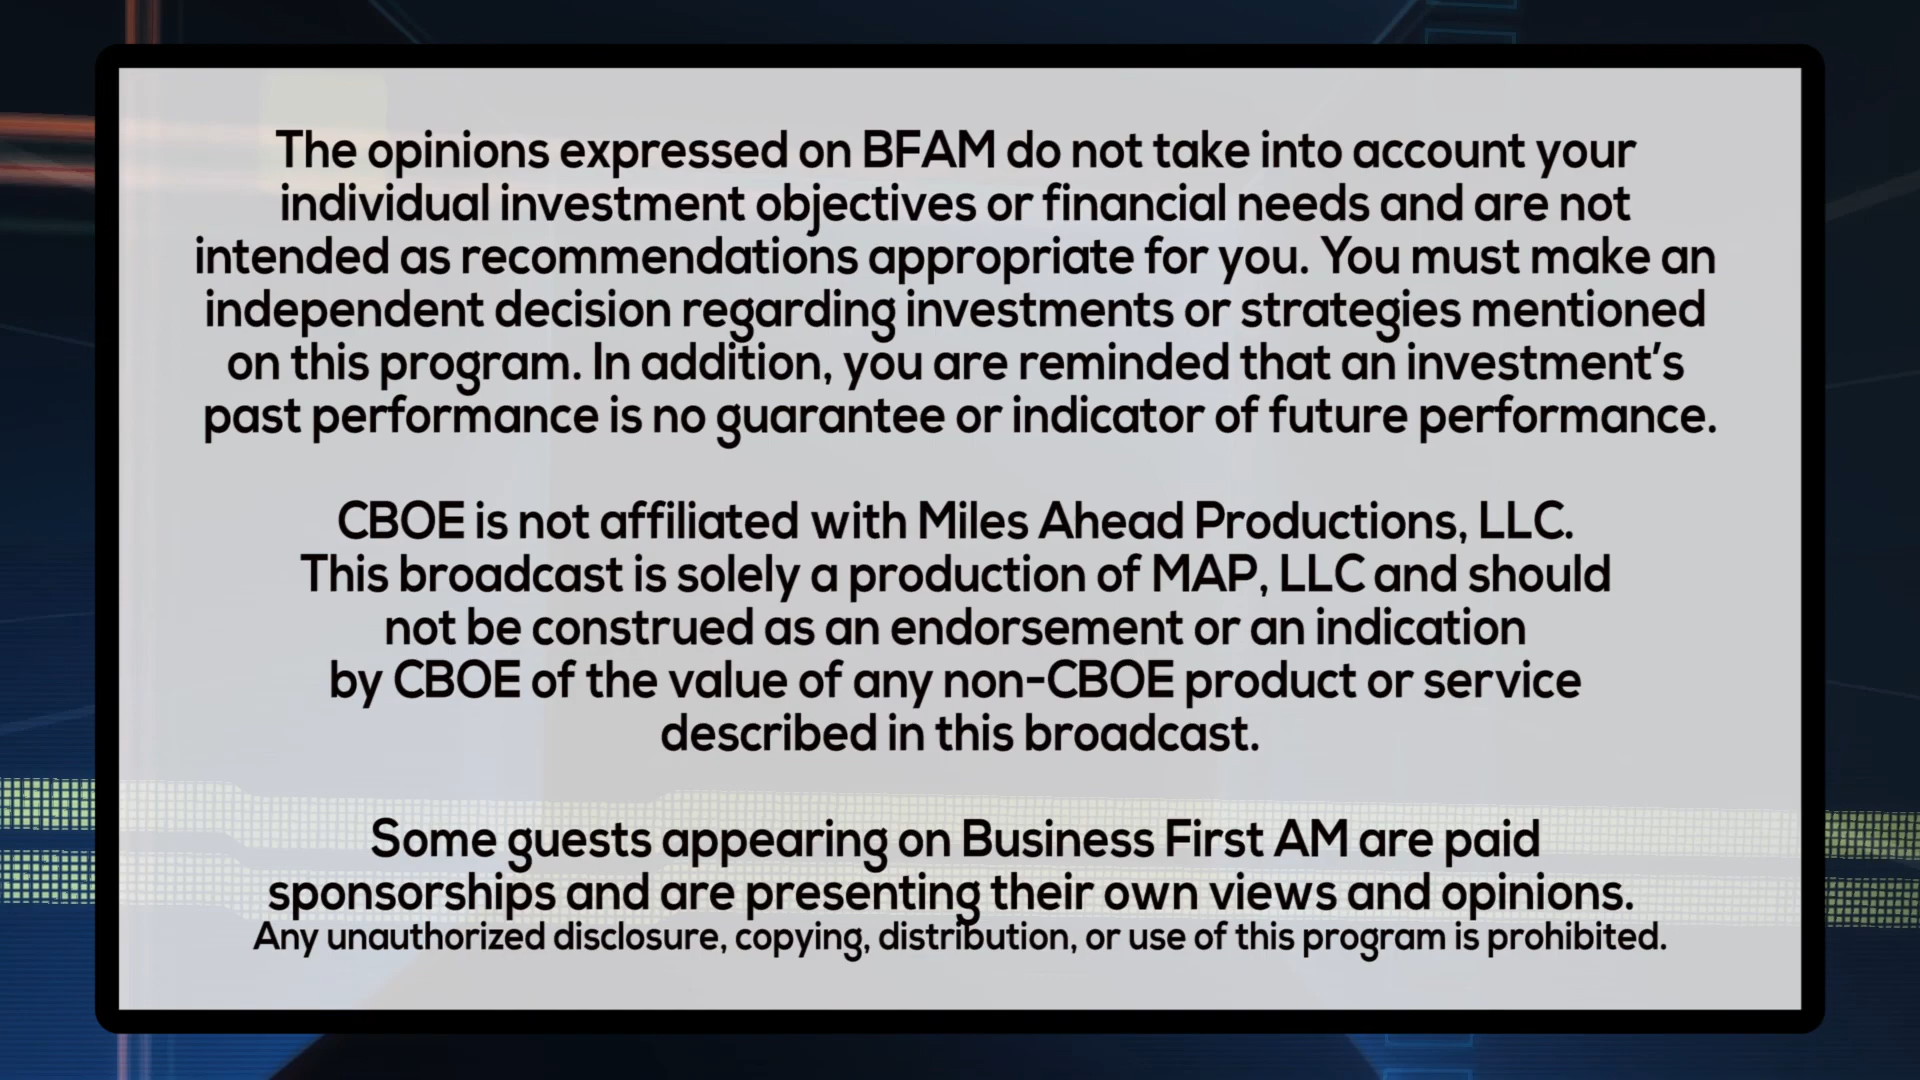 The opinions expressed on BFAM do not take into account your
individual investment objectives or financial needs and are not
intended as recommendations appropriate for you. You must make an
independent decision regarding investments or strategies mentioned
on this program. In addition, you are reminded that an investment’s
past performance is no guarantee or indicator of future performance.
CBOE is not affiliated with Miles Ahead Productions, LLC.
This broadcast is solely a production of MAP, LLC and should
not be construed as an endorsement or an indication
by CBOE of the value of any non-CBOE product or service
described in this broadcast.
Some guests appearing on Business First AM are paid
sponsorships and are presenting their own views and opinions.
Any unauthorized disclosure, copying, distribution, or use of this program is prohibited.